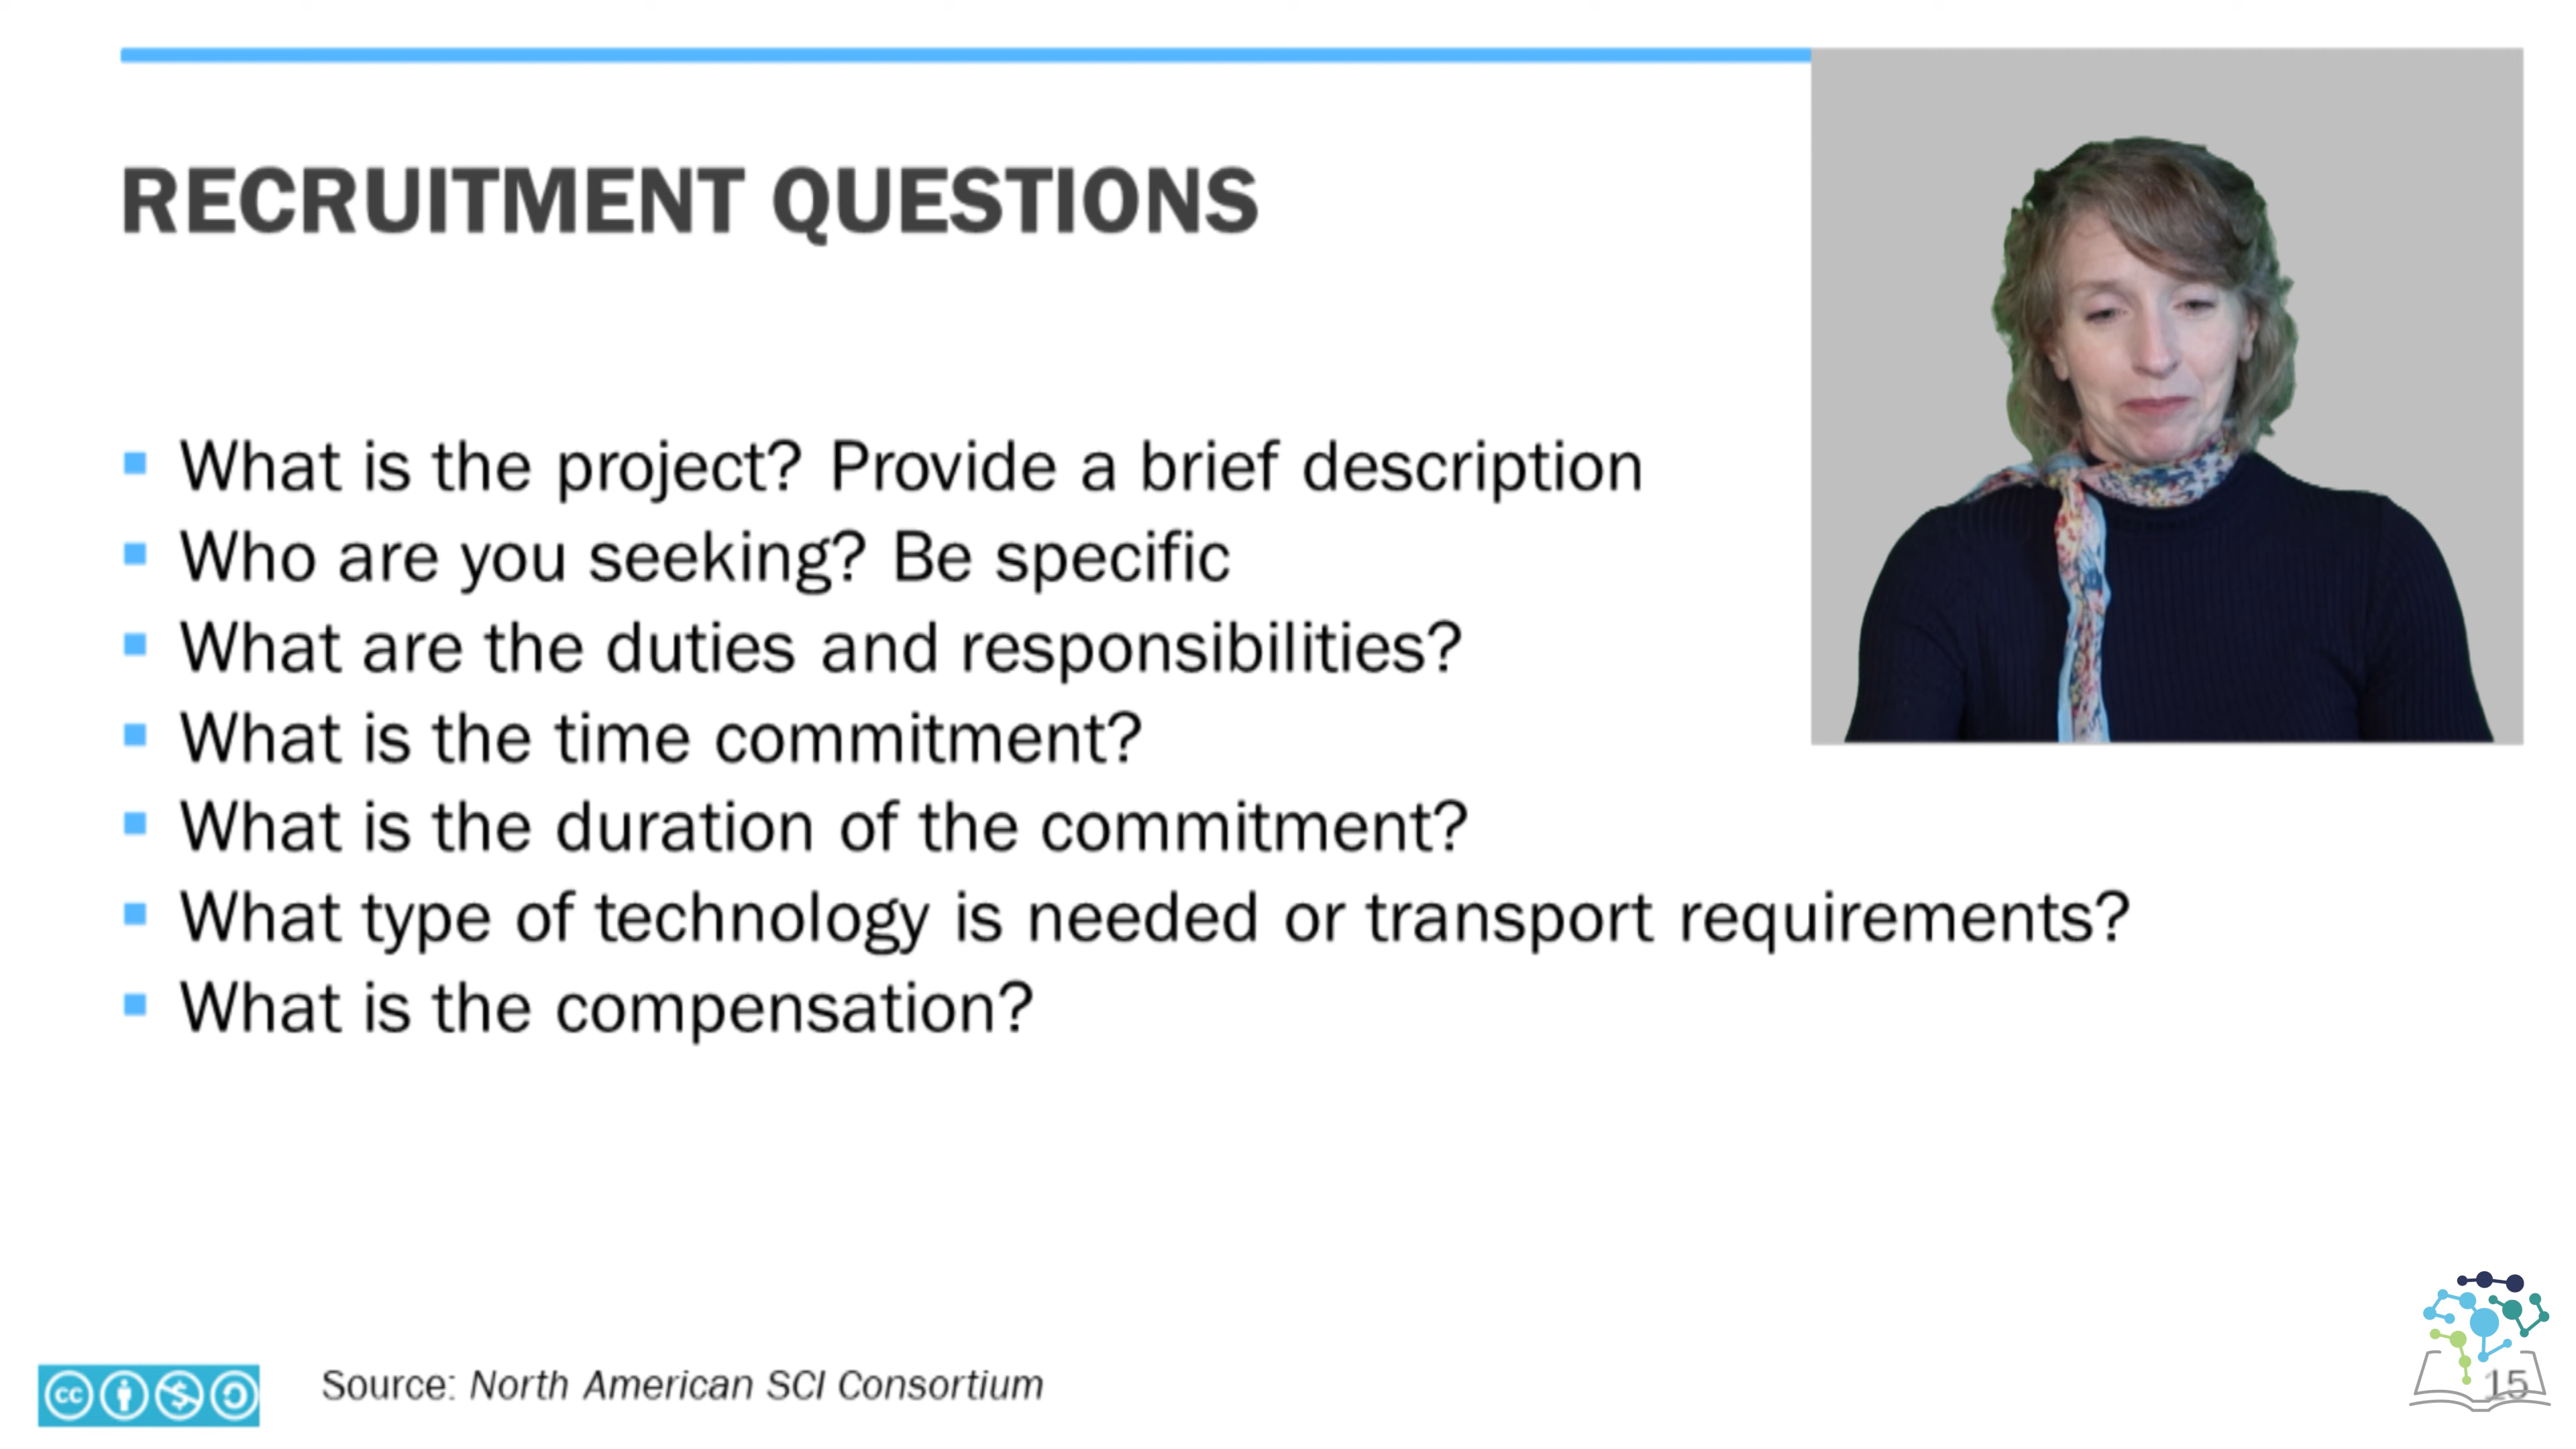 RECRUITMENT QUESTIONS
What is the project? Provide a brief description
Who are you seeking? Be specific
What are the duties and responsibilities?
What is the time commitment?
What is the duration of the commitment?
What type of technology is needed or transport requirements?
What is the compensation?
cc
Source: North American SCI Consortium
15